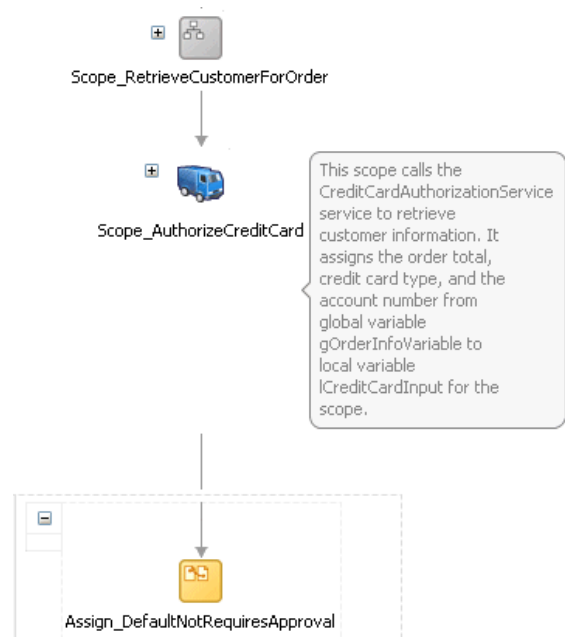 Scope_RetrieveCustomerForOrder
Scope_AuthorizeCreditCard
This scope calls the
CreditCardAuthorizationService
service to retrieve
customer information. It
assigns the order total,
credit card type, and the
account number from
global variable
gOrderInfoVariable to
local variable
lCreditCardInput for the
scope.
Assign_DefaultNotRequiresApproval